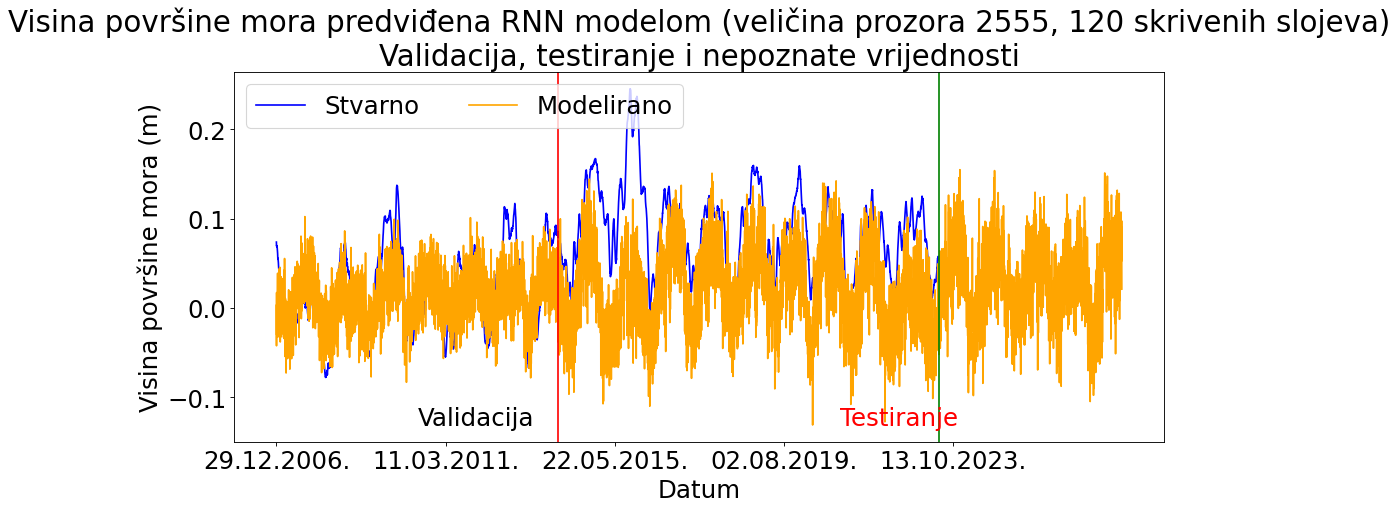 Visina površine mora predviđena RNN modelom (veličina prozora 2555, 120 skrivenih slojeva)
Validacija, testiranje i nepoznate vrijednosti
Stvarno
Modelirano
Visina površine mora (m)
0.2
0.1
0.0
−0.1
Validacija
Testiranje
29.12.2006.
11.03.2011.
22.05.2015.
02.08.2019.
13.10.2023.
Datum